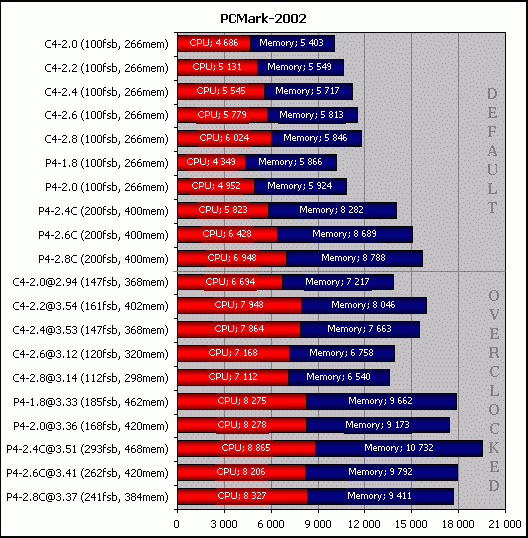 PCMark-2002
C4-2.0 (100fsb, 266mem) CPU; 4 686 Memory; 5 403
C4-2.2 (100fsb, 266mem) CPU; 5 131 Memory; 5 549
C4-2.4 (100fsb, 266mem) CPU; 5 545 Memory; 5 717
C4-2.6 (100fsb, 266mem) CPU; 5 779 Memory; 5 813
C4-2.8 (100fsb, 266mem) CPU; 6 024 Memory; 5 846
P4-1.8 (100fsb, 266mem) CPU; 4 349 Memory; 5 866
P4-2.0 (100fsb, 266mem) CPU; 4 952 Memory; 5 924
P4-2.4C (200fsb, 400mem) CPU; 5 823 Memory; 8 282
P4-2.6C (200fsb, 400mem) CPU; 6 428 Memory; 8 689
P4-2.8C (200fsb, 400mem) CPU; 6 948 Memory; 8 788
DEFAULT
C4-2.0@2.94 (147fsb, 368mem) CPU; 6 694 Memory; 7 217
C4-2.2@3.54 (161fsb, 402mem) CPU; 7 948 Memory; 8 046
C4-2.4@3.53 (147fsb, 368mem) CPU; 7 864 Memory; 7 663
C4-2.6@3.12 (120fsb, 320mem) CPU; 7 168 Memory; 6 758
C4-2.8@3.14 (112fsb, 298mem) CPU; 7 112 Memory; 6 540
P4-1.8@3.33 (185fsb, 462mem) CPU; 8 275 Memory; 9 662
P4-2.0@3.36 (168fsb, 420mem) CPU; 8 278 Memory; 9 173
P4-2.4C@3.51 (293fsb, 468mem) CPU; 8 865 Memory; 10 732
P4-2.6C@3.41 (262fsb, 420mem) CPU; 8 206 Memory; 9 792
P4-2.8C@3.37 (241fsb, 384mem) CPU; 8 327 Memory; 9 411
OVERCLOCKED
0 3 000 6 000 9 000 12 000 15 000 18 000 21 000